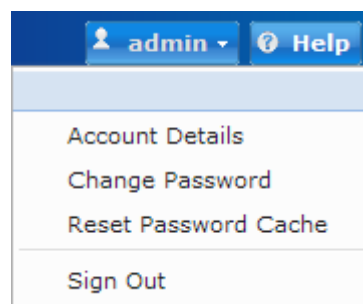 admin Help
Account Details
Change Password
Reset Password Cache
Sign Out